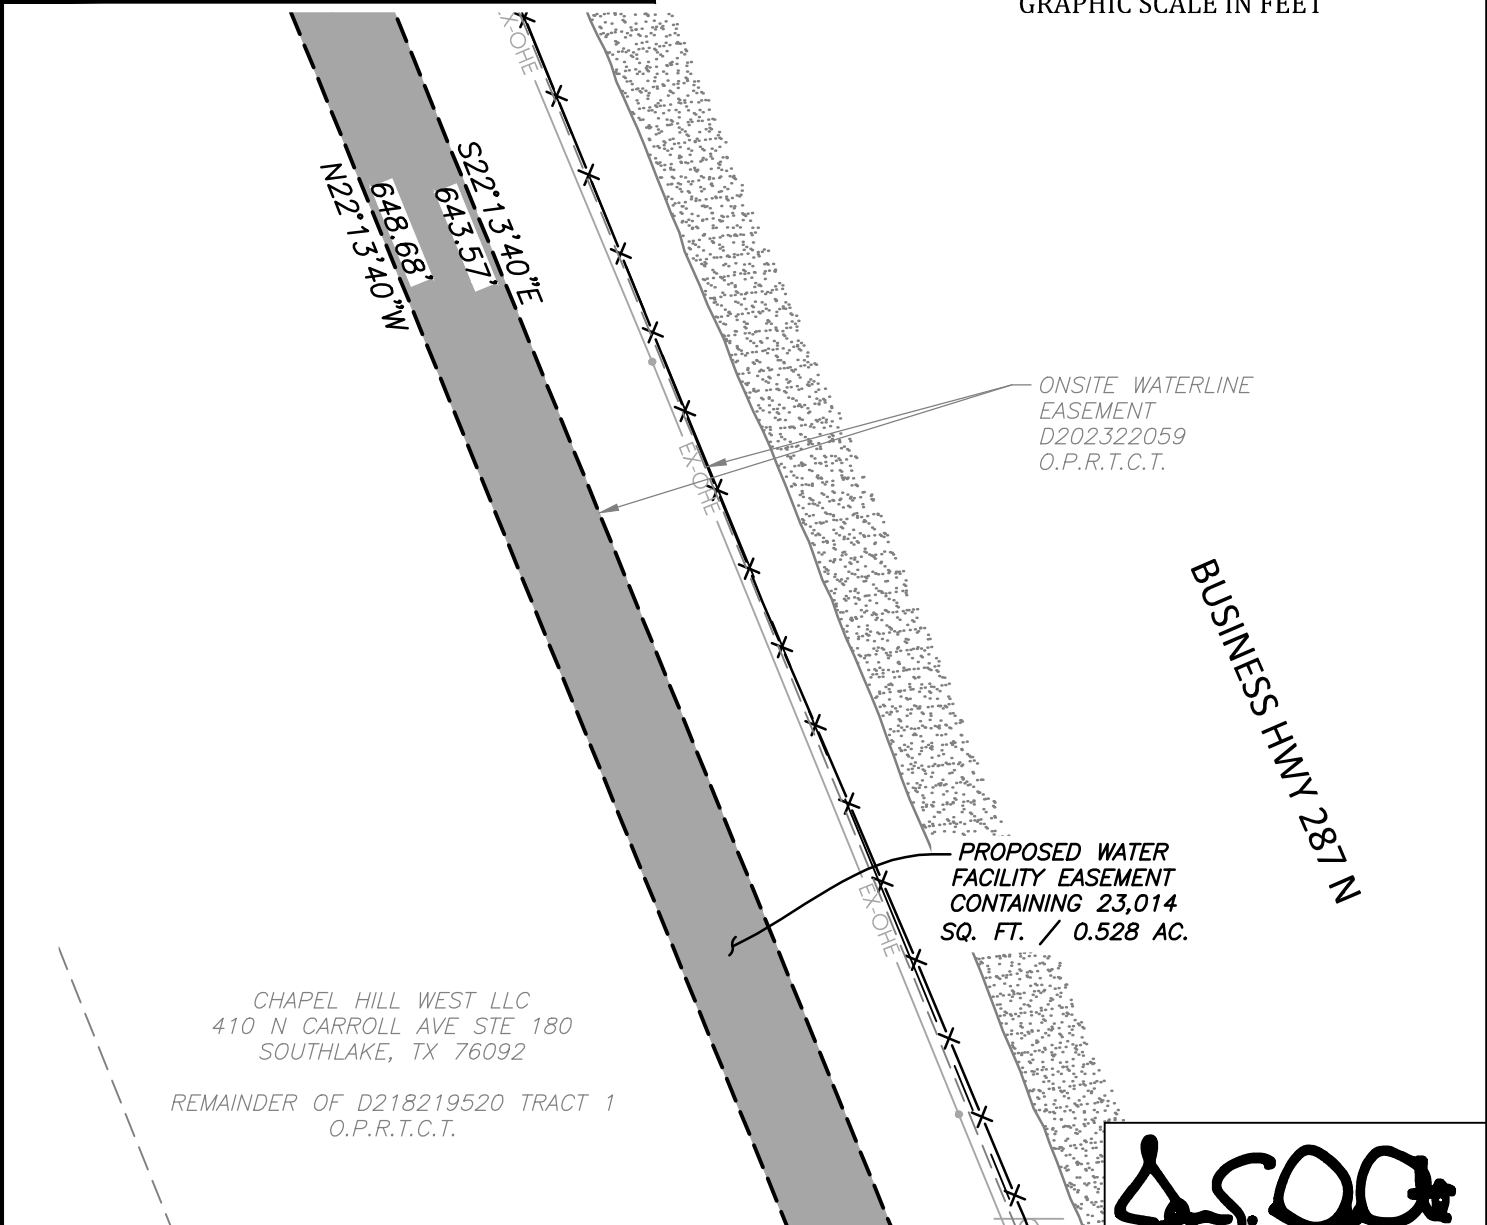 GRAPHIC SCALE IN FEET
X-OHE
S22°13'40"E
643.57'
648.68'
N22°13'40"W
ONSITE WATERLINE
EASEMENT
D202322059
O.P.R.T.C.T.
EX-OHE
BUSINESS HWY 287 N
PROPOSED WATER
FACILITY EASEMENT
CONTAINING 23,014
SQ. FT. / 0.528 AC.
EX-OHE
CHAPEL HILL WEST LLC
410 N CARROLL AVE STE 180
SOUTHLAKE, TX 76092
REMAINDER OF D218219520 TRACT 1
O.P.R.T.C.T.